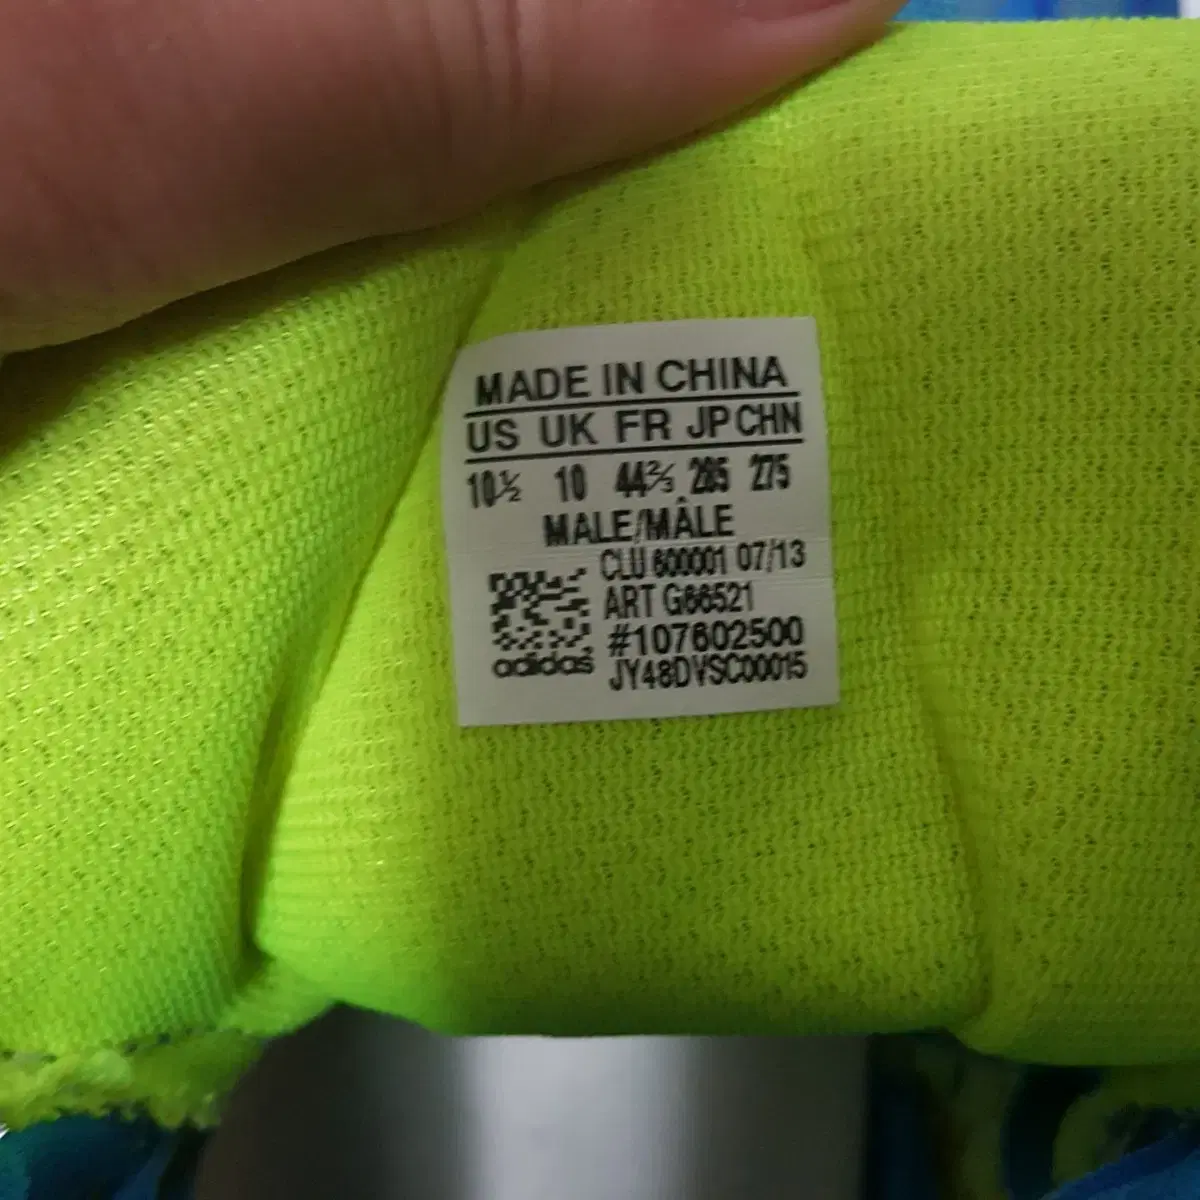 MADE IN CHINA
US UK FR JP CHN
10½ 10 44⅔ 285 275
MALE/MÂLE
CLU 600001 07/13
ART G66521
#107602500
adidas JY48DVSC00015